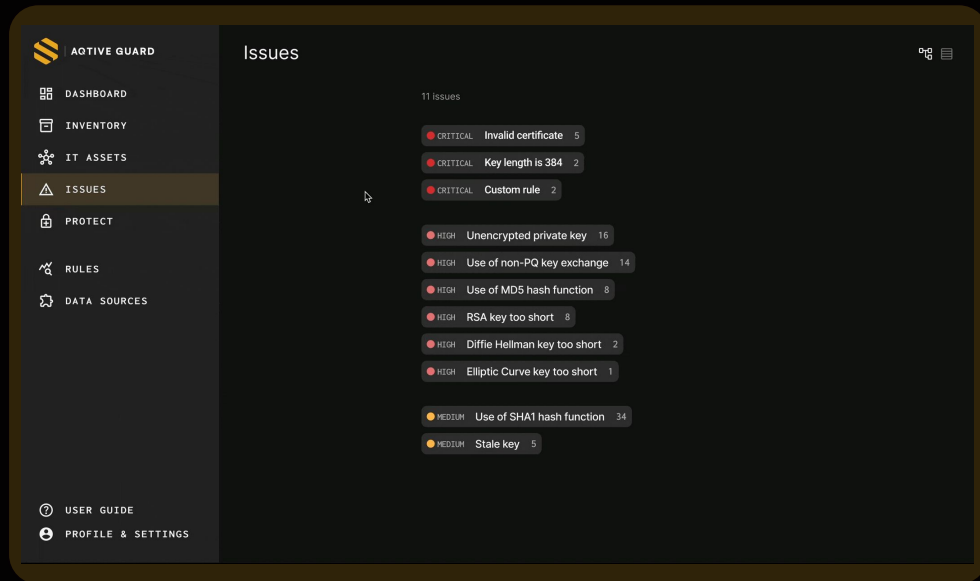 AQTIVE GUARD
DASHBOARD
INVENTORY
IT ASSETS
ISSUES
PROTECT
RULES
DATA SOURCES
USER GUIDE
PROFILE & SETTINGS
Issues
11 issues
CRITICAL Invalid certificate 5
CRITICAL Key length is 384 2
CRITICAL Custom rule 2
HIGH Unencrypted private key 16
HIGH Use of non-PQ key exchange 14
HIGH Use of MD5 hash function 8
HIGH RSA key too short 8
HIGH Diffie Hellman key too short 2
HIGH Elliptic Curve key too short 1
MEDIUM Use of SHA1 hash function 34
MEDIUM Stale key 5